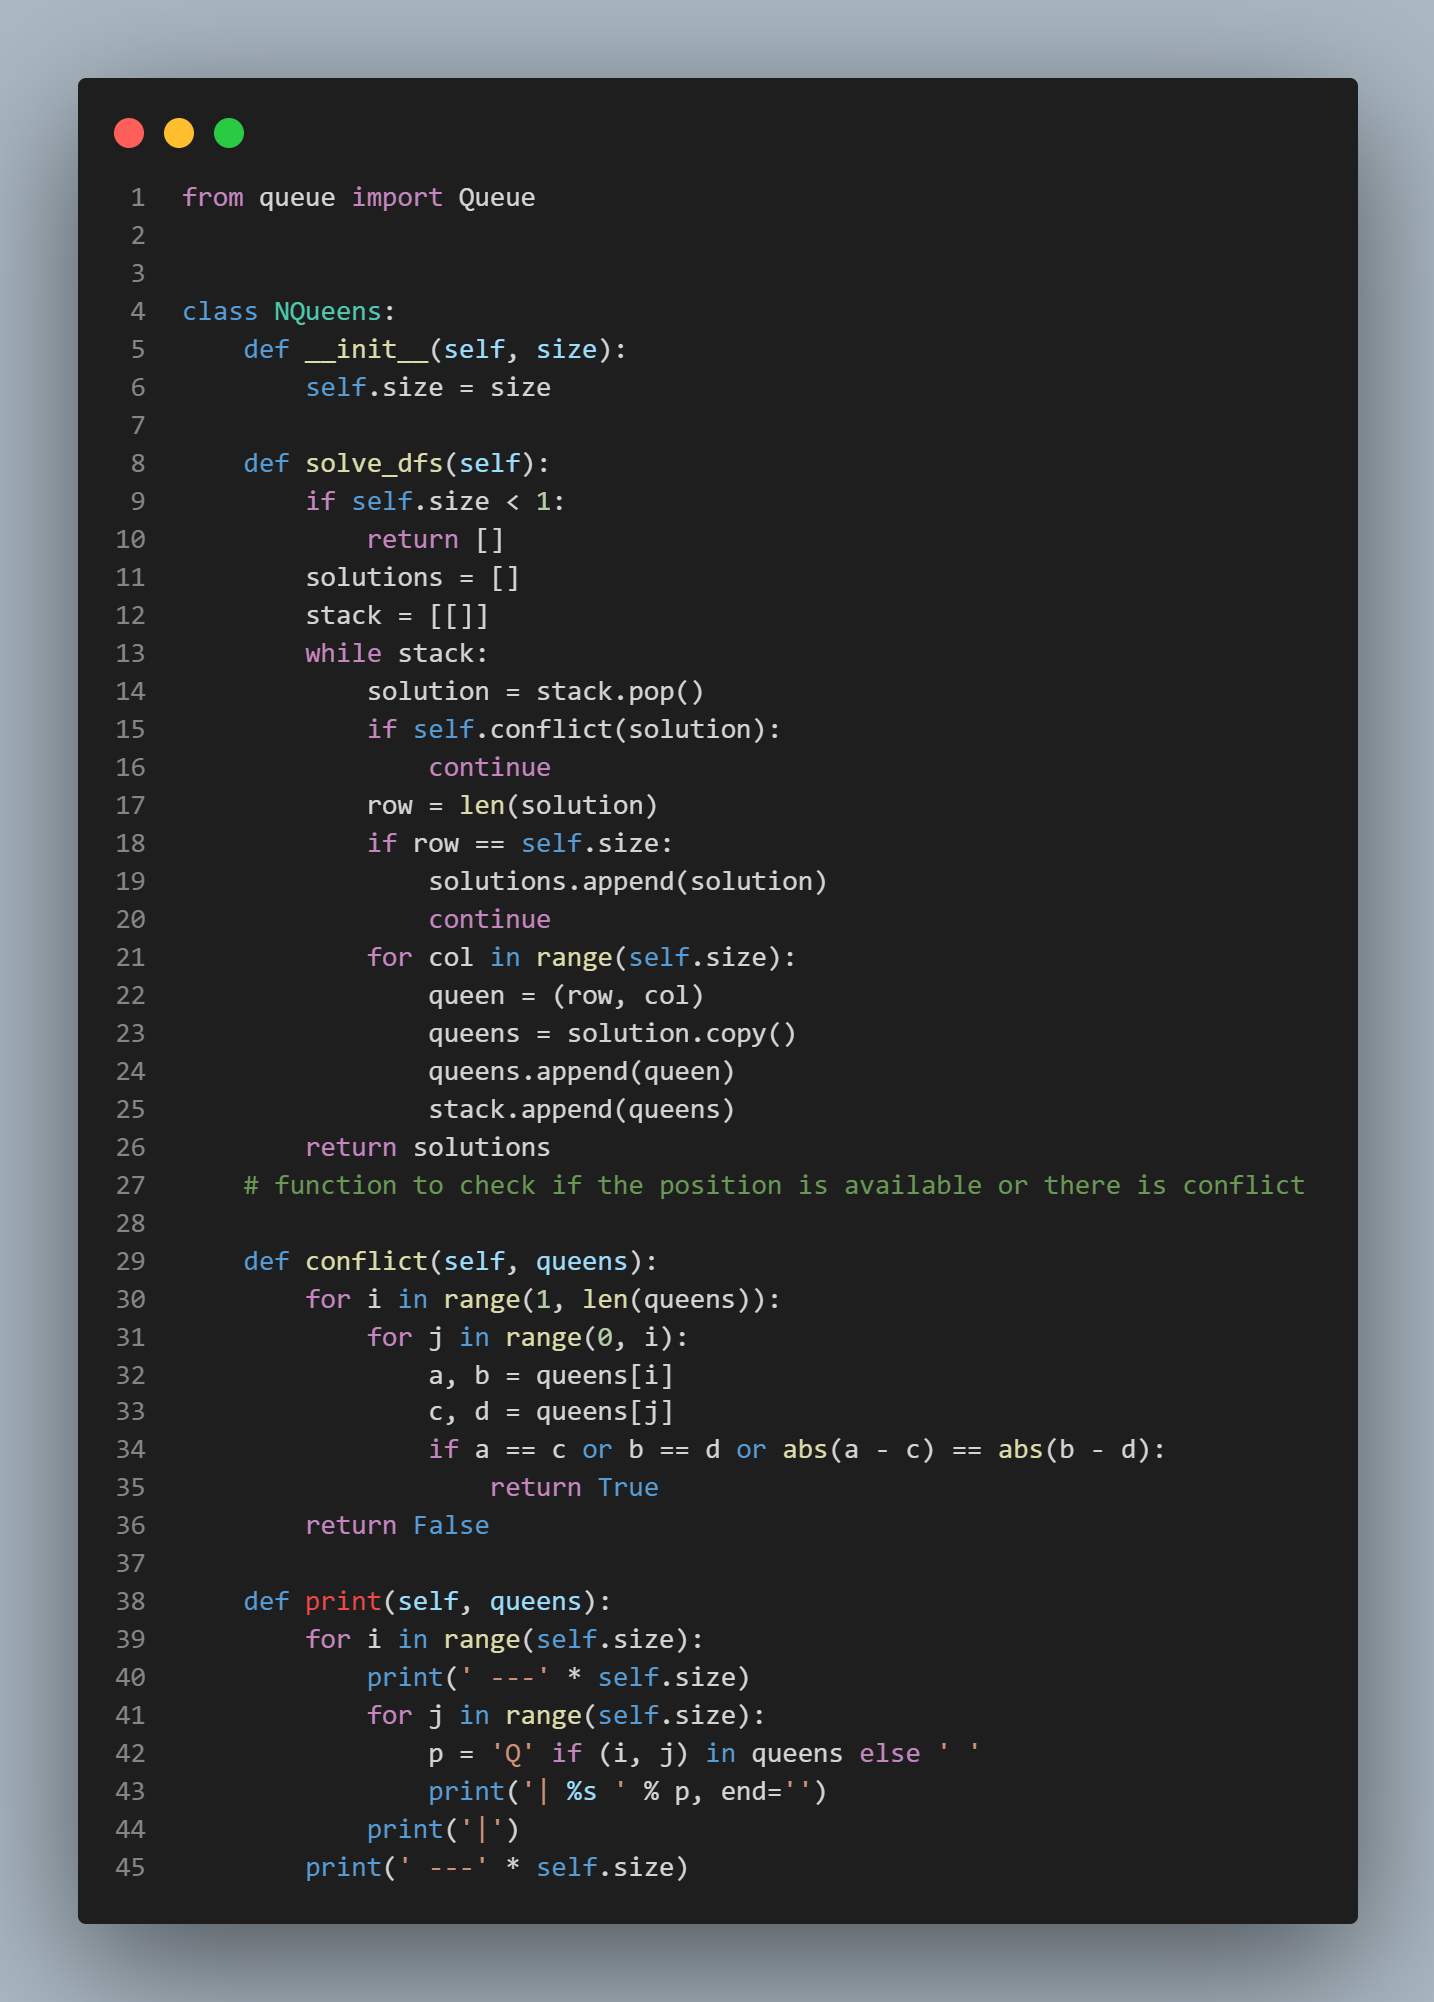 1 from queue import Queue
2
3
4 class NQueens:
5     def __init__(self, size):
6         self.size = size
7
8     def solve_dfs(self):
9         if self.size < 1:
10             return []
11         solutions = []
12         stack = [[]]
13         while stack:
14             solution = stack.pop()
15             if self.conflict(solution):
16                 continue
17             row = len(solution)
18             if row == self.size:
19                 solutions.append(solution)
20                 continue
21             for col in range(self.size):
22                 queen = (row, col)
23                 queens = solution.copy()
24                 queens.append(queen)
25                 stack.append(queens)
26         return solutions
27     # function to check if the position is available or there is conflict
28
29     def conflict(self, queens):
30         for i in range(1, len(queens)):
31             for j in range(0, i):
32                 a, b = queens[i]
33                 c, d = queens[j]
34                 if a == c or b == d or abs(a - c) == abs(b - d):
35                     return True
36         return False
37
38     def print(self, queens):
39         for i in range(self.size):
40             print(' ---' * self.size)
41             for j in range(self.size):
42                 p = 'Q' if (i, j) in queens else ' '
43                 print('| %s ' % p, end='')
44             print('|')
45         print(' ---' * self.size)